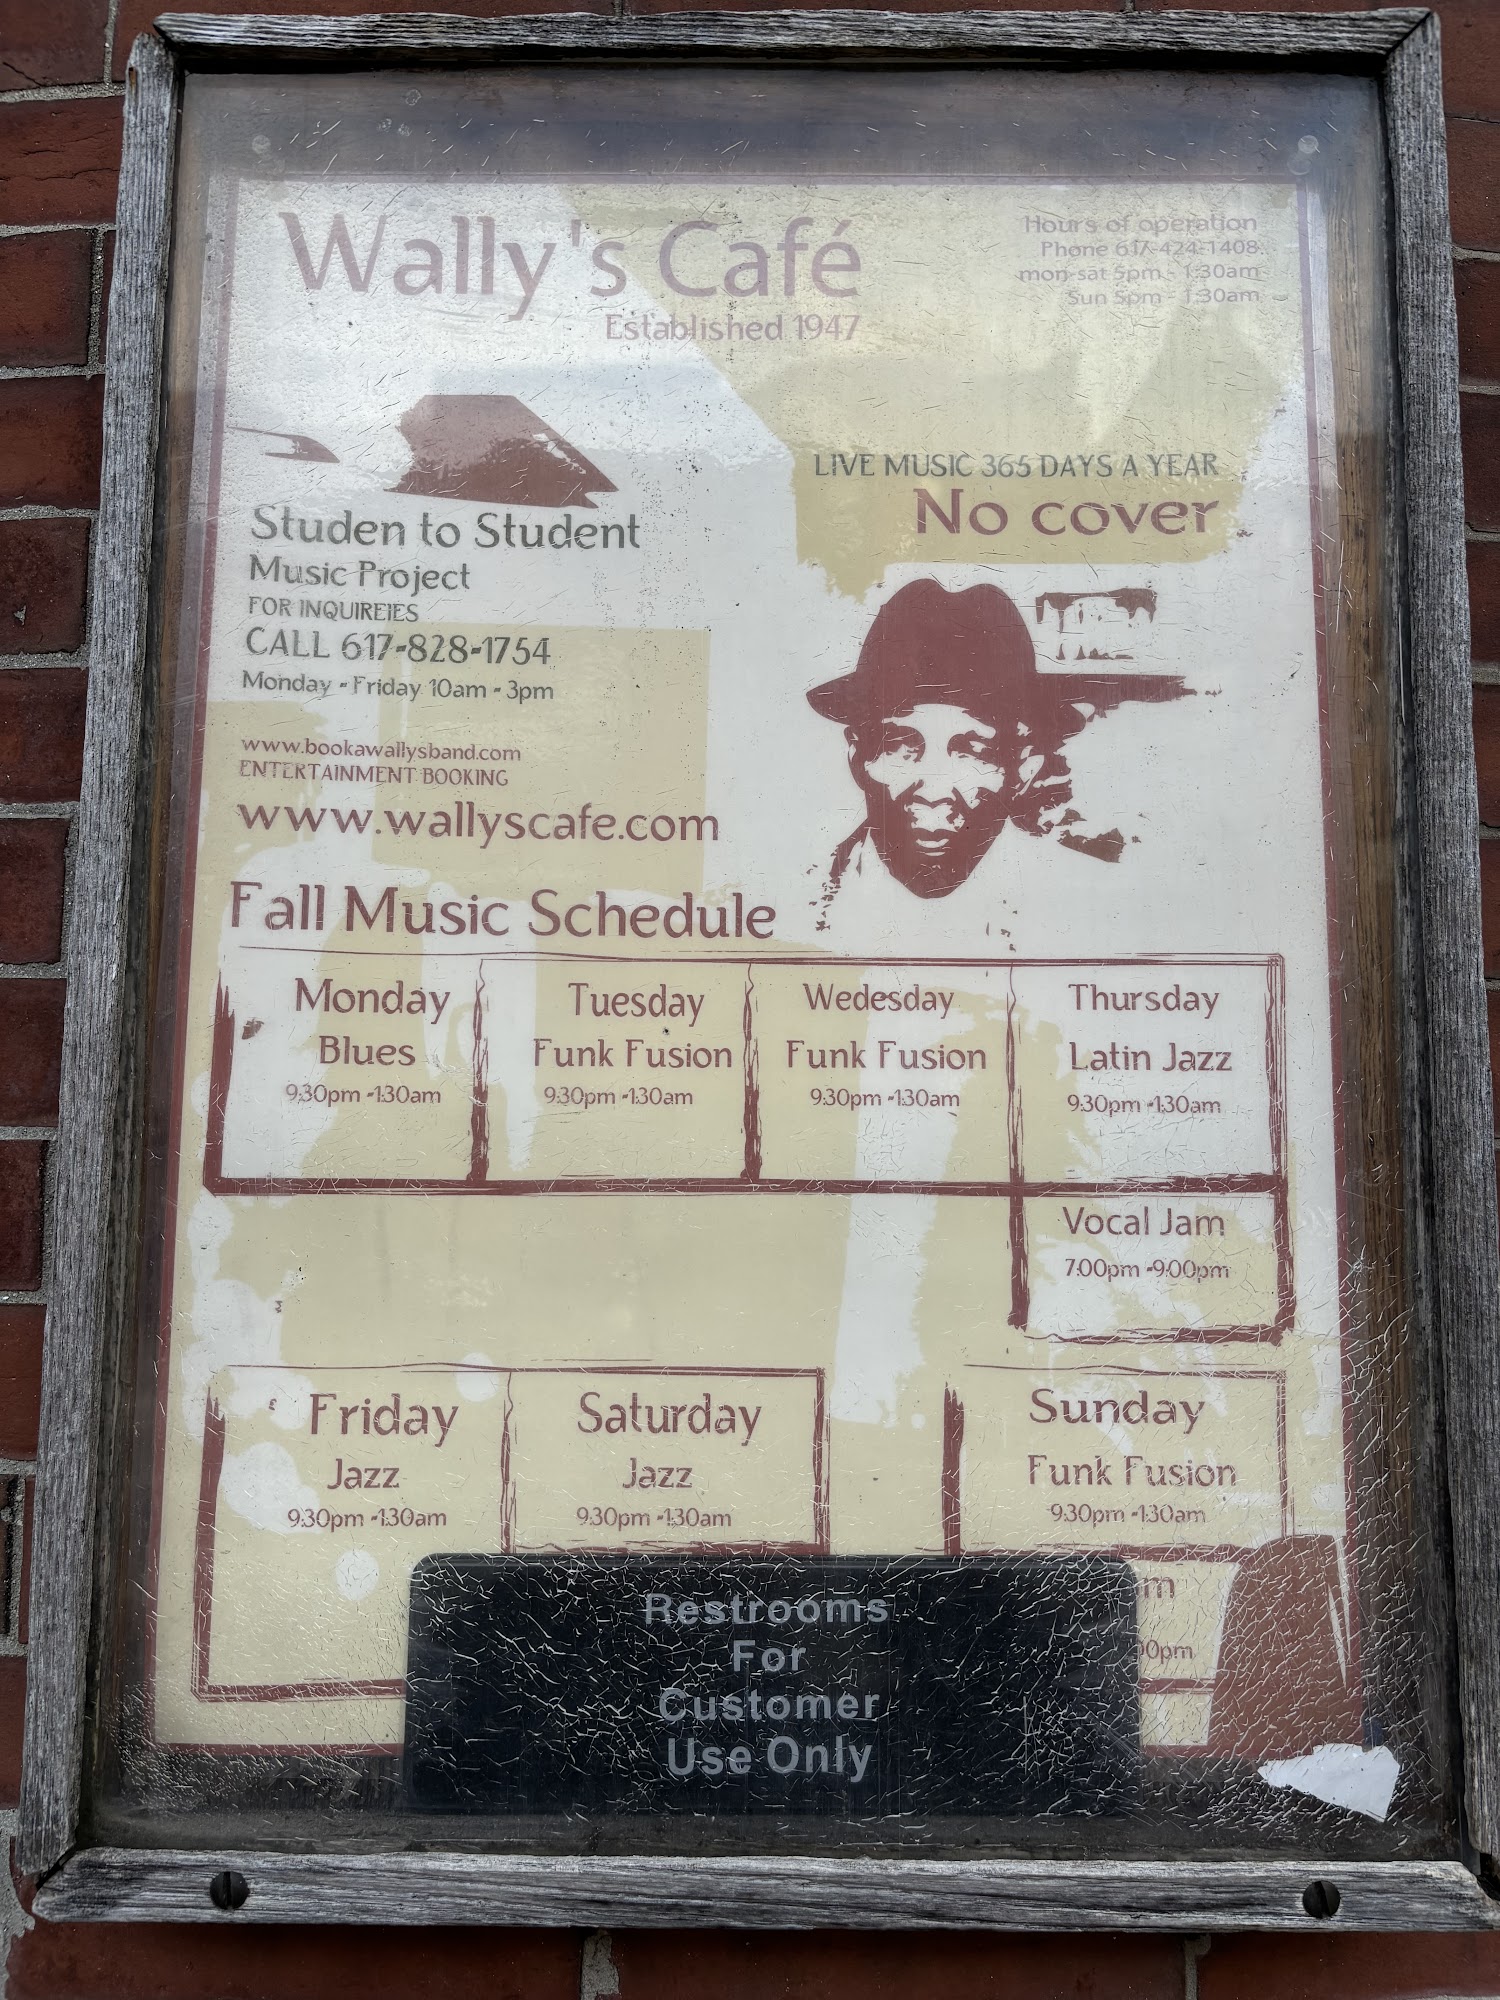 Wally's Café
Established 1947
Hours of operation
Phone 617-424-1408
mon-sat 5pm - 1:30am
Sun 5pm - 1:30am
LIVE MUSIC 365 DAYS A YEAR
No cover
Studen to Student
Music Project
FOR INQUIREIES
CALL 617-828-1754
Monday - Friday 10am - 3pm
www.bookawallysband.com
ENTERTAINMENT BOOKING
www.wallyscafe.com
Fall Music Schedule
Monday
Blues
9:30pm -1:30am
Tuesday
Funk Fusion
9:30pm -1:30am
Wedesday
Funk Fusion
9:30pm -1:30am
Thursday
Latin Jazz
9:30pm -1:30am
Vocal Jam
7:00pm -9:00pm
Friday
Jazz
9:30pm -1:30am
Saturday
Jazz
9:30pm -1:30am
Sunday
Funk Fusion
9:30pm -1:30am
Restrooms
For
Customer
Use Only